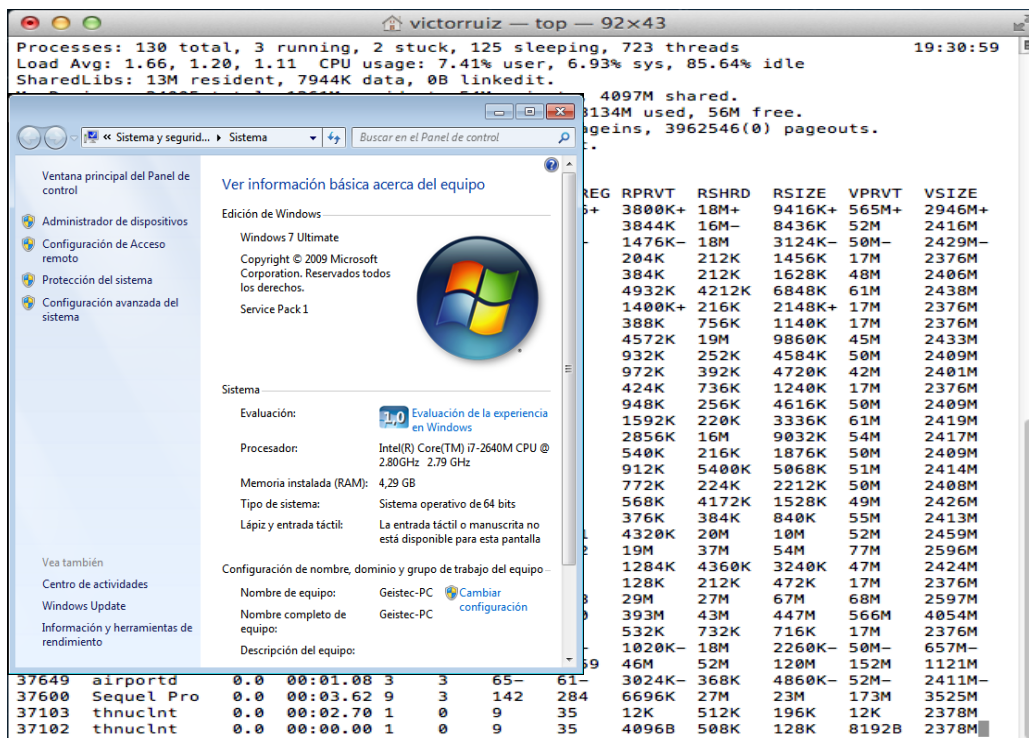 victorruiz — top — 92×43
Processes: 130 total, 3 running, 2 stuck, 125 sleeping, 723 threads 19:30:59
Load Avg: 1.66, 1.20, 1.11 CPU usage: 7.41% user, 6.93% sys, 85.64% idle
SharedLibs: 13M resident, 7944K data, 0B linkedit.
4097M shared.
8134M used, 56M free.
ageins, 3962546(0) pageouts.
« Sistema y segurid... ▸ Sistema
Buscar en el Panel de control
Ventana principal del Panel de
control
Administrador de dispositivos
Configuración de Acceso
remoto
Protección del sistema
Configuración avanzada del
sistema
Vea también
Centro de actividades
Windows Update
Información y herramientas de
rendimiento
Ver información básica acerca del equipo
Edición de Windows
Windows 7 Ultimate
Copyright © 2009 Microsoft
Corporation. Reservados todos
los derechos.
Service Pack 1
Sistema
Evaluación: 1,0 Evaluación de la experiencia
en Windows
Procesador: Intel(R) Core(TM) i7-2640M CPU @
2.80GHz 2.79 GHz
Memoria instalada (RAM): 4,29 GB
Tipo de sistema: Sistema operativo de 64 bits
Lápiz y entrada táctil: La entrada táctil o manuscrita no
está disponible para esta pantalla
Configuración de nombre, dominio y grupo de trabajo del equipo
Nombre de equipo: Geistec-PC Cambiar
configuración
Nombre completo de
equipo: Geistec-PC
Descripción del equipo:
REG RPRVT RSHRD RSIZE VPRVT VSIZE
3800K+ 18M+ 9416K+ 565M+ 2946M+
3844K 16M– 8436K 52M 2416M
1476K– 18M 3124K– 50M– 2429M–
204K 212K 1456K 17M 2376M
384K 212K 1628K 48M 2406M
4932K 4212K 6848K 61M 2438M
1400K+ 216K 2148K+ 17M 2376M
388K 756K 1140K 17M 2376M
4572K 19M 9860K 45M 2433M
932K 252K 4584K 50M 2409M
972K 392K 4720K 42M 2401M
424K 736K 1240K 17M 2376M
948K 256K 4616K 50M 2409M
1592K 220K 3336K 61M 2419M
2856K 16M 9032K 54M 2417M
540K 216K 1876K 50M 2409M
912K 5400K 5068K 51M 2414M
772K 224K 2212K 50M 2408M
568K 4172K 1528K 49M 2426M
376K 384K 840K 55M 2413M
4320K 20M 10M 52M 2459M
19M 37M 54M 77M 2596M
1284K 4360K 3240K 47M 2424M
128K 212K 472K 17M 2376M
29M 27M 67M 68M 2597M
393M 43M 447M 566M 4054M
532K 732K 716K 17M 2376M
1020K– 18M 2260K– 50M– 657M–
46M 52M 120M 152M 1121M
37649 airportd 0.0 00:01.08 3 3 65– 61– 3024K– 368K 4860K– 52M– 2411M–
37600 Sequel Pro 0.0 00:03.62 9 3 142 284 6696K 27M 23M 173M 3525M
37103 thnuclnt 0.0 00:02.70 1 0 9 35 12K 512K 196K 12K 2378M
37102 thnuclnt 0.0 00:00.00 1 0 9 35 4096B 508K 128K 8192B 2378M